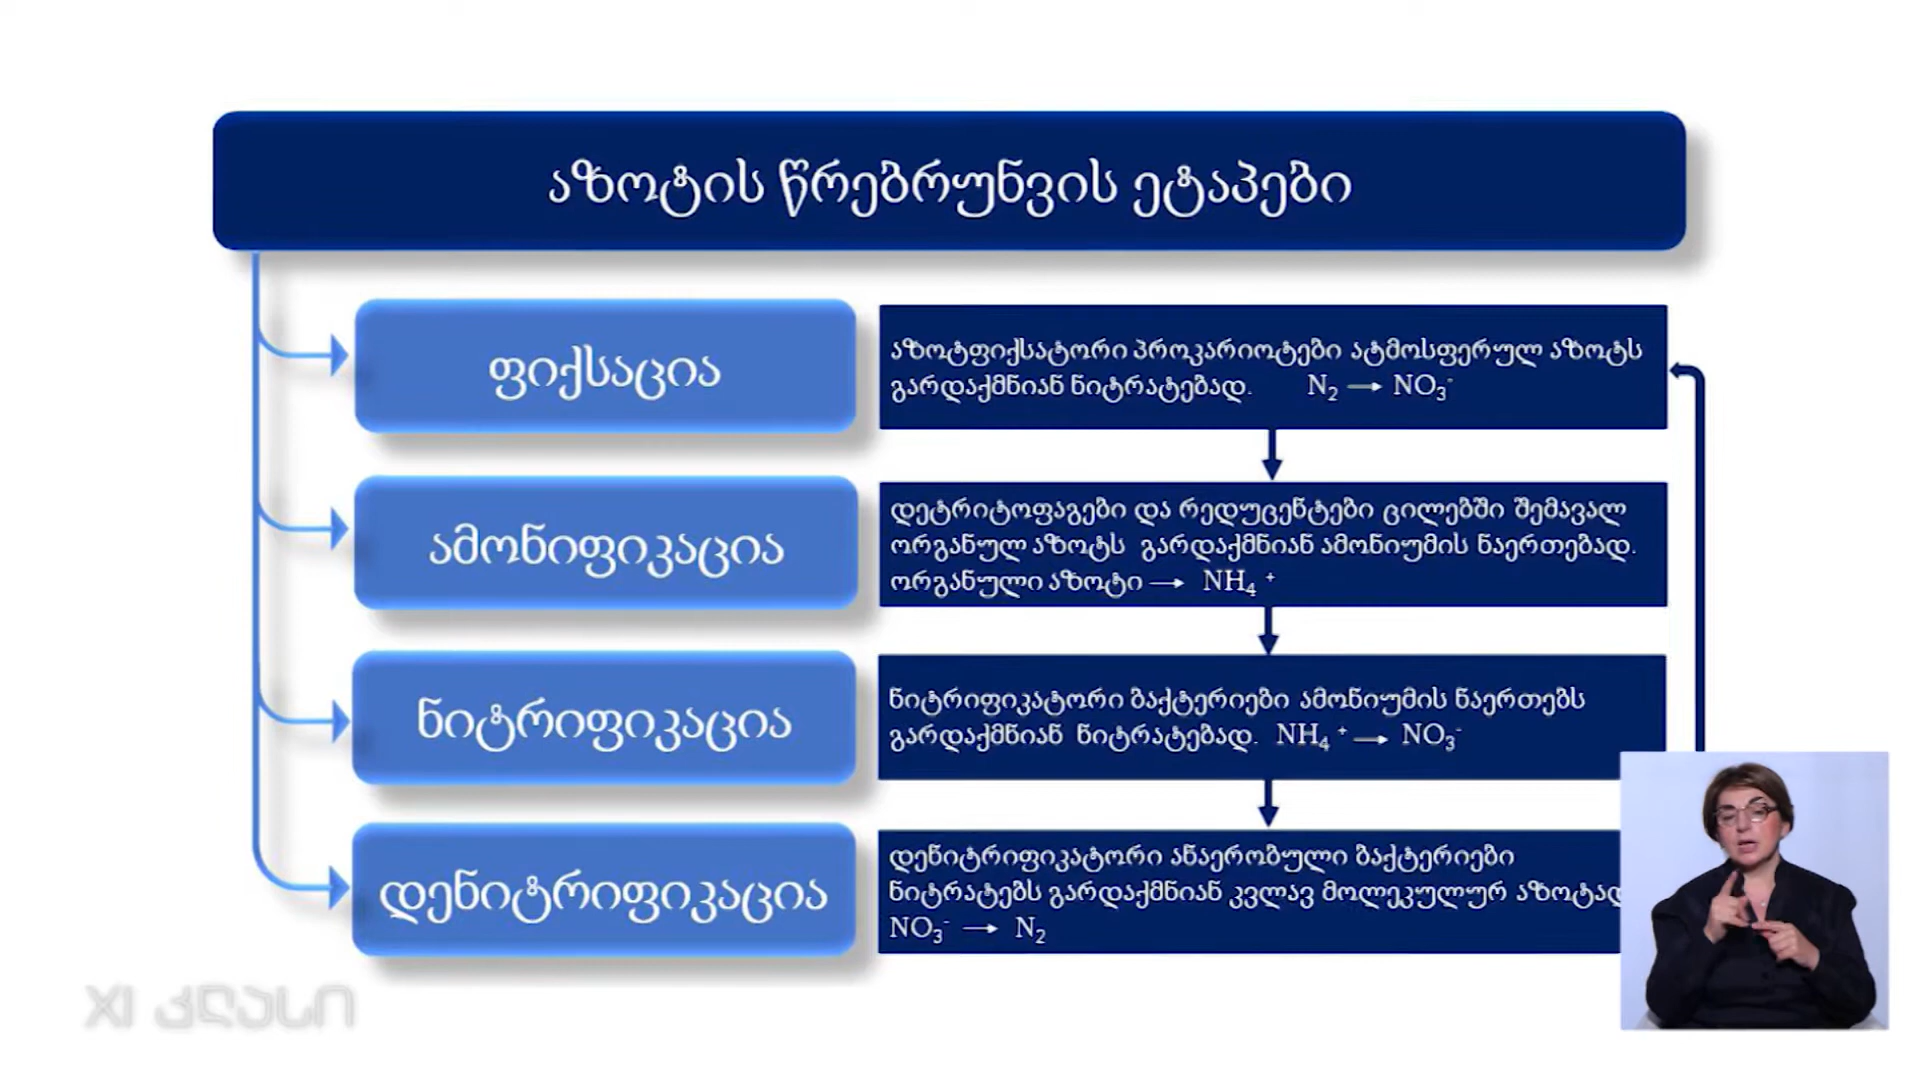 აზოტის წრებრუნვის ეტაპები
ფიქსაცია
აზოტფიქსატორი პროკარიოტები ატმოსფერულ აზოტს
გარდაქმნიან ნიტრატებად. N₂ → NO₃⁻
ამონიფიკაცია
დეტრიტოფაგები და რედუცენტები ცილებში შემავალ
ორგანულ აზოტს გარდაქმნიან ამონიუმის ნაერთებად.
ორგანული აზოტი → NH₄⁺
ნიტრიფიკაცია
ნიტრიფიკატორი ბაქტერიები ამონიუმის ნაერთებს
გარდაქმნიან ნიტრატებად. NH₄⁺ → NO₃⁻
დენიტრიფიკაცია
დენიტრიფიკატორი ანაერობული ბაქტერიები
ნიტრატებს გარდაქმნიან კვლავ მოლეკულურ აზოტად
NO₃⁻ → N₂
XI კლასი